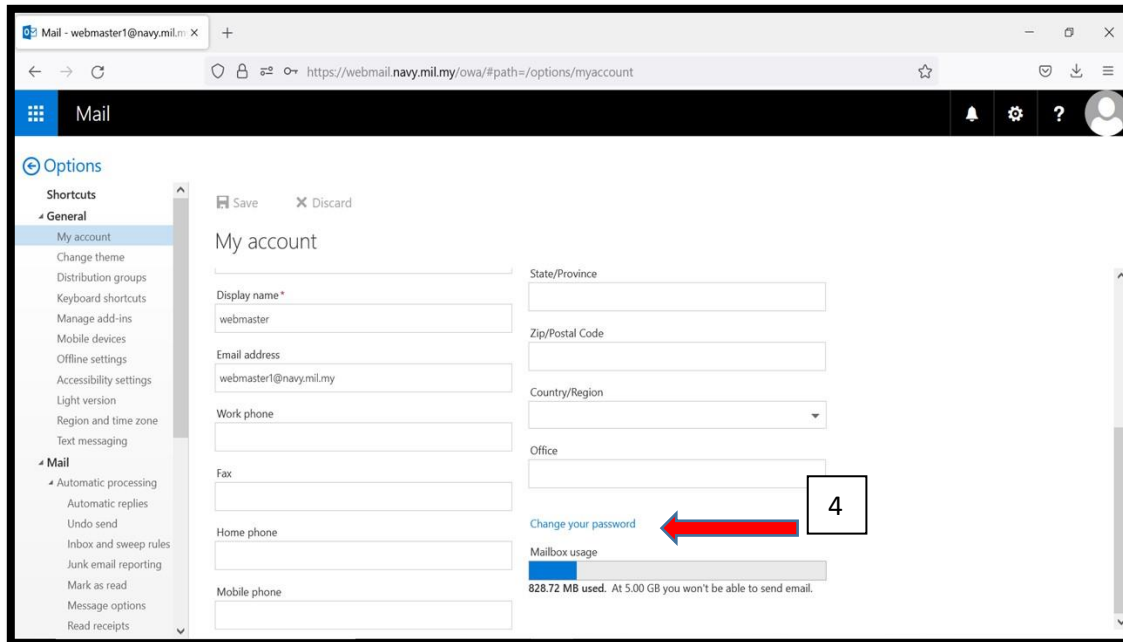 Mail - webmaster1@navy.mil.m
https://webmail.navy.mil.my/owa/#path=/options/myaccount
Mail
?
Options
Shortcuts
General
My account
Change theme
Distribution groups
Keyboard shortcuts
Manage add-ins
Mobile devices
Offline settings
Accessibility settings
Light version
Region and time zone
Text messaging
Mail
Automatic processing
Automatic replies
Undo send
Inbox and sweep rules
Junk email reporting
Mark as read
Message options
Read receipts
Save Discard
My account
Display name*
webmaster
Email address
webmaster1@navy.mil.my
Work phone
Fax
Home phone
Mobile phone
State/Province
Zip/Postal Code
Country/Region
Office
4
Change your password
Mailbox usage
828.72 MB used. At 5.00 GB you won't be able to send email.